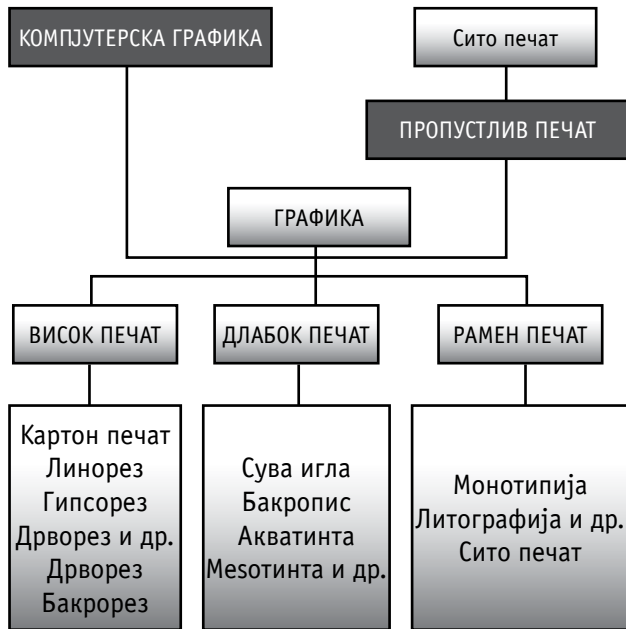 КОМПЈУТЕРСКА ГРАФИКА
Сито печат
ПРОПУСТЛИВ ПЕЧАТ
ГРАФИКА
ВИСОК ПЕЧАТ
ДЛАБОК ПЕЧАТ
РАМЕН ПЕЧАТ
Картон печат
Линорез
Гипсорез
Дрворез и др.
Дрворез
Бакрорез
Сува игла
Бакропис
Акватинта
Меѕотинта и др.
Монотипија
Литографија и др.
Сито печат